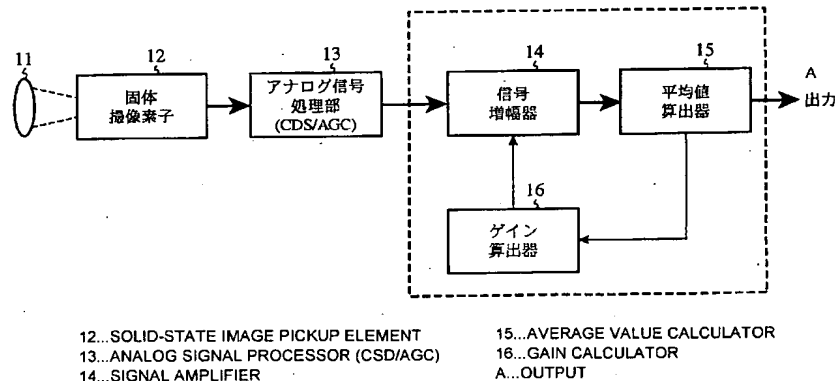 11
12
固体
撮像素子
13
アナログ信号
処理部
(CDS/AGC)
14
信号
増幅器
15
平均値
算出器
A
出力
16
ゲイン
算出器
12...SOLID-STATE IMAGE PICKUP ELEMENT
13...ANALOG SIGNAL PROCESSOR (CSD/AGC)
14...SIGNAL AMPLIFIER
15...AVERAGE VALUE CALCULATOR
16...GAIN CALCULATOR
A...OUTPUT